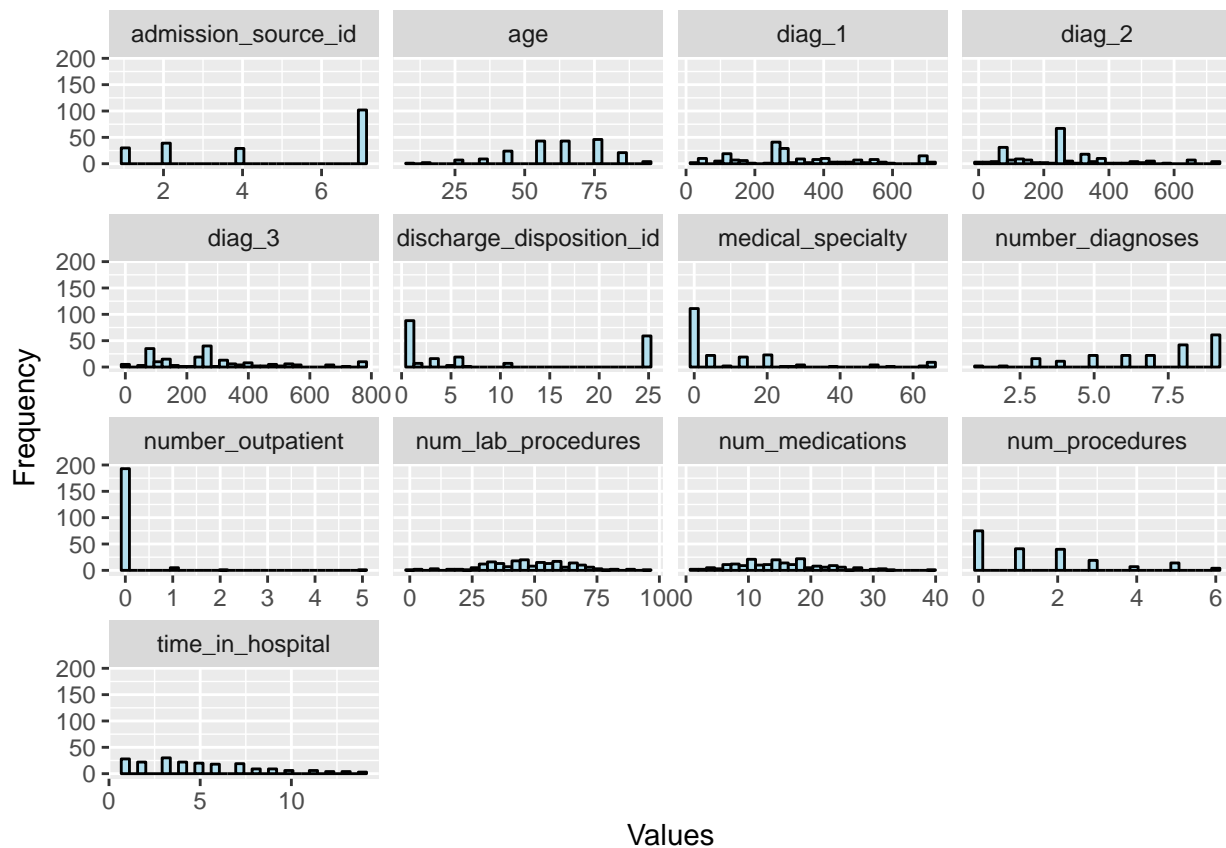 admission_source_id age diag_1 diag_2
200
150
100
50
0
2 4 6
25 50 75
0 200 400 600
0 200 400 600
diag_3 discharge_disposition_id medical_specialty number_diagnoses
200
150
100
50
0
0 200 400 600 800
0 5 10 15 20 25
0 20 40 60
2.5 5.0 7.5
number_outpatient num_lab_procedures num_medications num_procedures
200
150
100
50
0
0 1 2 3 4 5
0 25 50 75 100
0 10 20 30 40
0 2 4 6
time_in_hospital
200
150
100
50
0
0 5 10
Frequency
Values